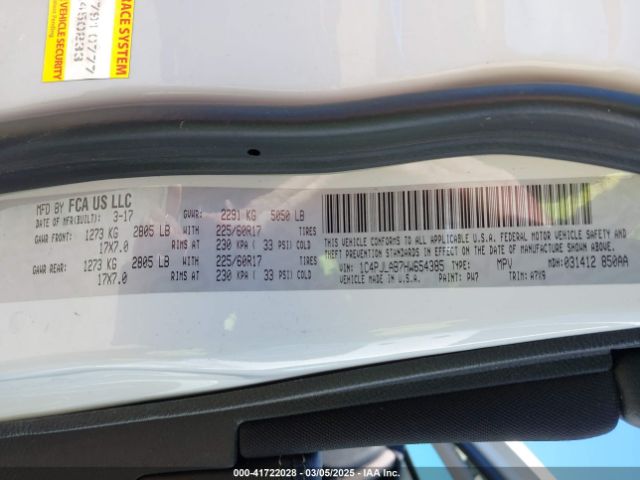 RACE SYSTEM
VEHICLE SECURITY
MFD BY FCA US LLC
DATE OF MFR(BUILT): 3-17 GVWR: 2291 KG 5050 LB
GAWR FRONT: 1273 KG 2805 LB WITH 225/60R17 TIRES
17X7.0 RIMS AT 230 KPA ( 33 PSI) COLD
GAWR REAR: 1273 KG 2805 LB WITH 225/60R17 TIRES
17X7.0 RIMS AT 230 KPA ( 33 PSI) COLD
THIS VEHICLE CONFORMS TO ALL APPLICABLE U.S.A. FEDERAL MOTOR VEHICLE SAFETY AND
THEFT PREVENTION STANDARDS IN EFFECT ON THE DATE OF MANUFACTURE SHOWN ABOVE.
VIN: 1C4PJLAB7HW654385 TYPE: MPV MDH: 031412 850AA
VEHICLE MADE IN U.S.A. PAINT: PW7 TRIM: A7X9
000-41722028 - 03/05/2025 - © IAA Inc.